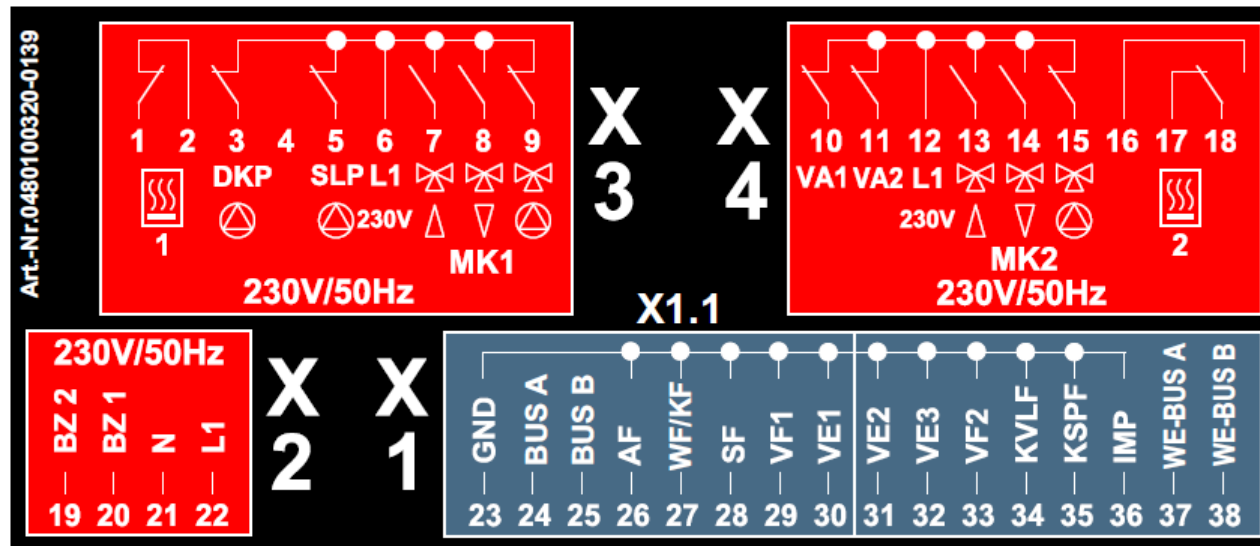 Art.-Nr.0480100320-0139
1 2 3 4 5 6 7 8 9
DKP SLP L1
230V
1
MK1
230V/50Hz
X
3
X
4
10 11 12 13 14 15 16 17 18
VA1 VA2 L1
230V
2
MK2
230V/50Hz
X1.1
230V/50Hz
BZ 2 BZ 1 N L1
19 20 21 22
X
2
X
1
GND BUS A BUS B AF WF/KF SF VF1 VE1 VE2 VE3 VF2 KVLF KSPF IMP WE-BUS A WE-BUS B
23 24 25 26 27 28 29 30 31 32 33 34 35 36 37 38